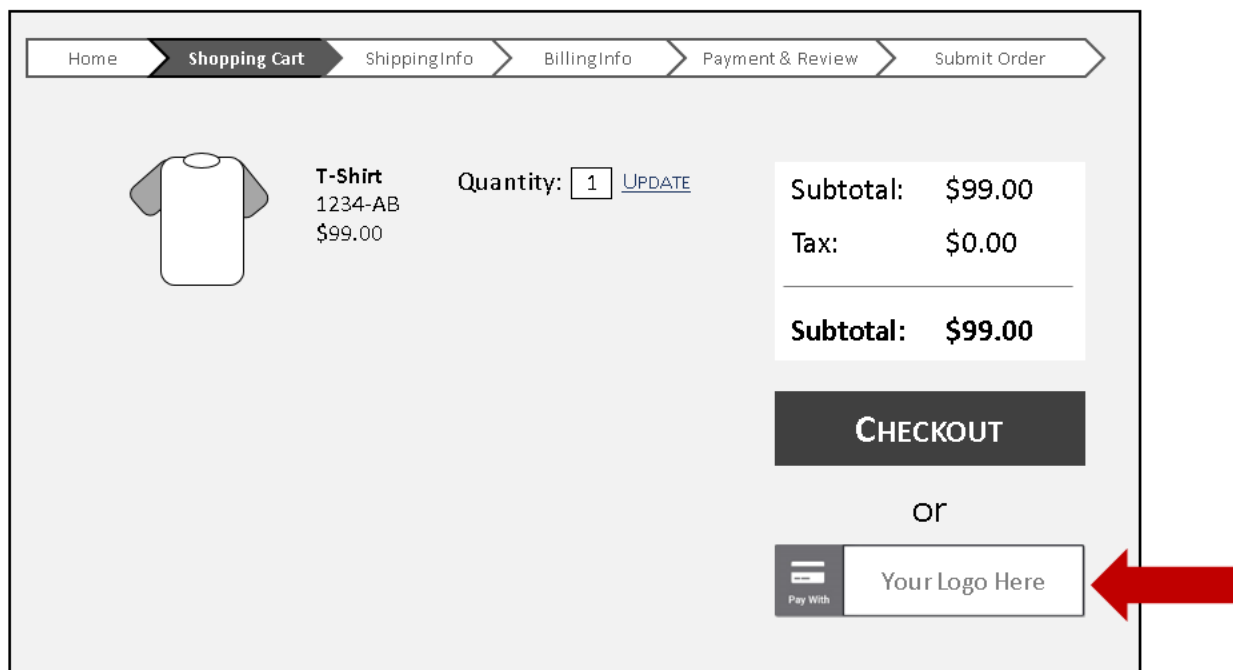 Home
Shopping Cart
ShippingInfo
BillingInfo
Payment & Review
Submit Order
T-Shirt
1234-AB
$99.00
Quantity: 1 UPDATE
Subtotal: $99.00
Tax: $0.00
Subtotal: $99.00
CHECKOUT
or
Pay With
Your Logo Here